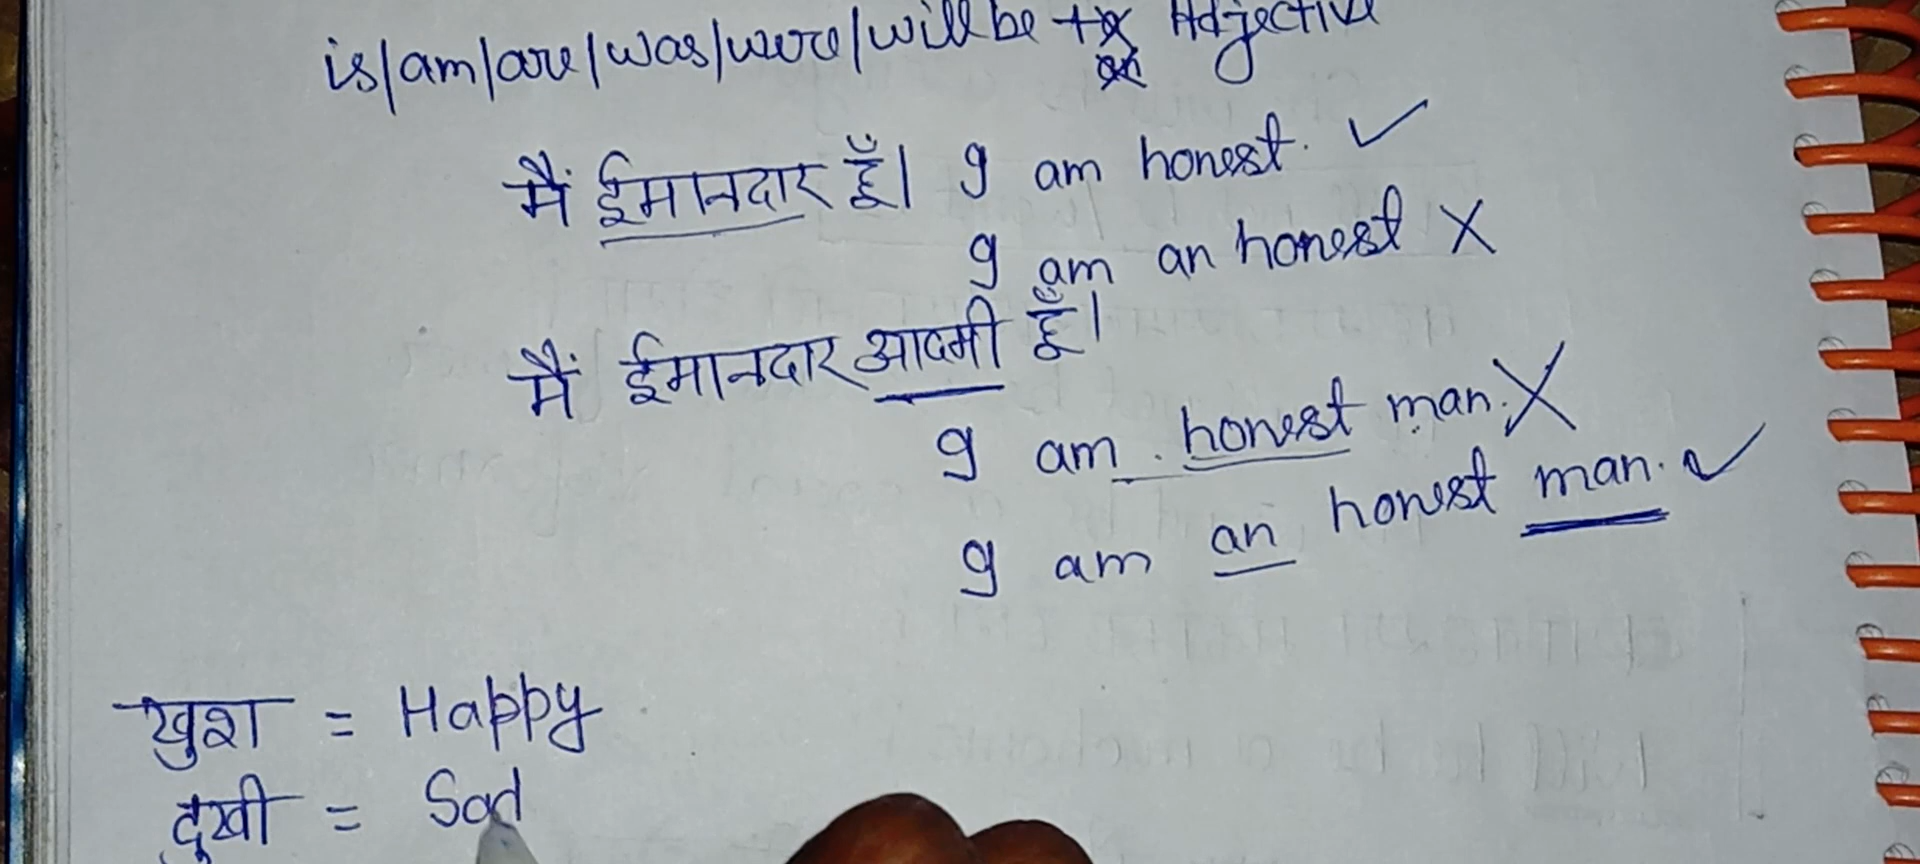 is/am/are/was/were/will be + a Adjective
an
मैं ईमानदार हूँ। I am honest. ✓
I am an honest ✗
मैं ईमानदार आदमी हूँ।
I am honest man. ✗
I am an honest man. ✓
खुश = Happy
दुखी = Sad